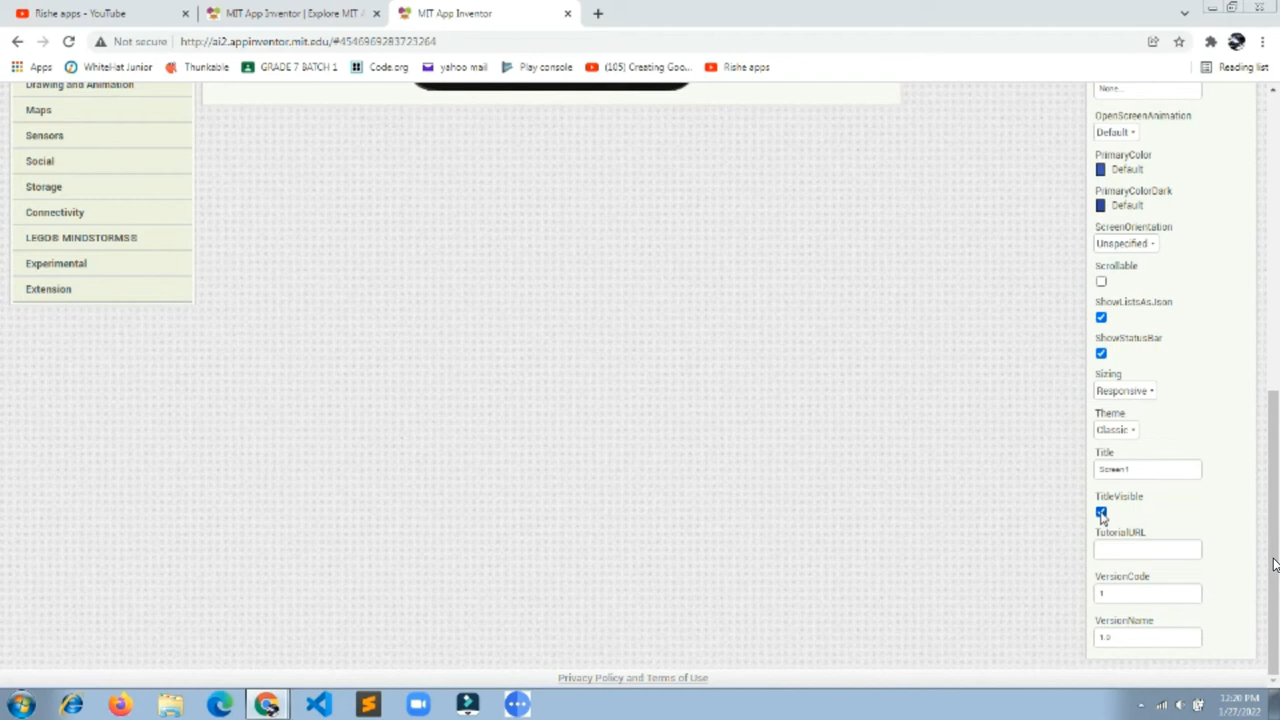 Rishe apps - YouTube
MIT App Inventor | Explore MIT A
MIT App Inventor
Not secure
http://ai2.appinventor.mit.edu/#4546969283723264
Apps
WhiteHat Junior
Thunkable
GRADE 7 BATCH 1
Code.org
yahoo mail
Play console
(105) Creating Goo...
Rishe apps
Reading list
Drawing and Animation
Maps
Sensors
Social
Storage
Connectivity
LEGO® MINDSTORMS®
Experimental
Extension
None...
OpenScreenAnimation
Default
PrimaryColor
Default
PrimaryColorDark
Default
ScreenOrientation
Unspecified
Scrollable
ShowListsAsJson
ShowStatusBar
Sizing
Responsive
Theme
Classic
Title
Screen1
TitleVisible
TutorialURL
VersionCode
1
VersionName
1.0
Privacy Policy and Terms of Use
12:20 PM
1/27/2022